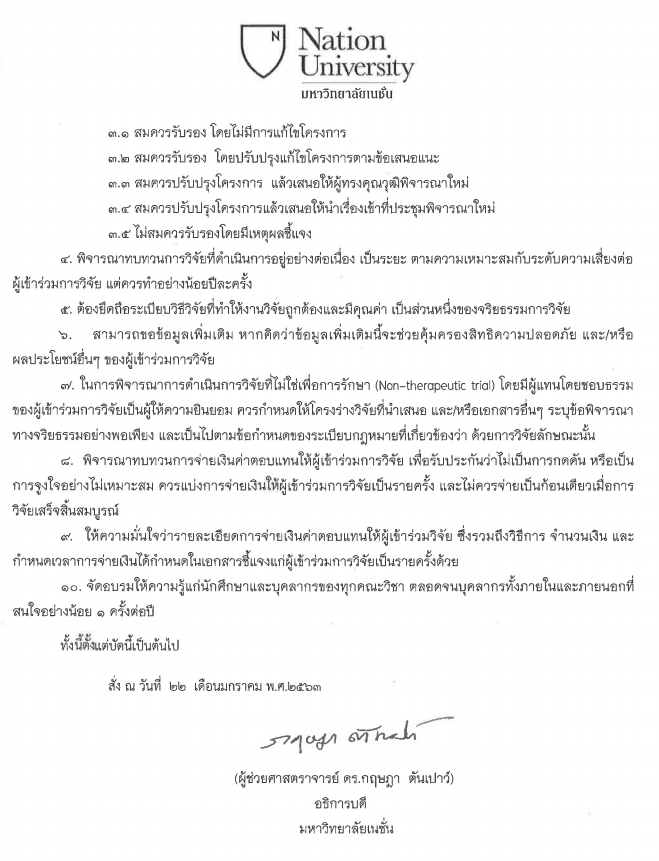 N
Nation
University
มหาวิทยาลัยเนชั่น
๓.๑ สมควรรับรอง โดยไม่มีการแก้ไขโครงการ
๓.๒ สมควรรับรอง โดยปรับปรุงแก้ไขโครงการตามข้อเสนอแนะ
๓.๓ สมควรปรับปรุงโครงการ แล้วเสนอให้ผู้ทรงคุณวุฒิพิจารณาใหม่
๓.๔ สมควรปรับปรุงโครงการแล้วเสนอให้นำเรื่องเข้าที่ประชุมพิจารณาใหม่
๓.๕ ไม่สมควรรับรองโดยมีเหตุผลชี้แจง
๔. พิจารณาทบทวนการวิจัยที่ดำเนินการอยู่อย่างต่อเนื่อง เป็นระยะ ตามความเหมาะสมกับระดับความเสี่ยงต่อ
ผู้เข้าร่วมการวิจัย แต่ควรทำอย่างน้อยปีละครั้ง
๕. ต้องยึดถือระเบียบวิธีวิจัยที่ทำให้งานวิจัยถูกต้องและมีคุณค่า เป็นส่วนหนึ่งของจริยธรรมการวิจัย
๖. สามารถขอข้อมูลเพิ่มเติม หากคิดว่าข้อมูลเพิ่มเติมนี้จะช่วยคุ้มครองสิทธิความปลอดภัย และ/หรือ
ผลประโยชน์อื่นๆ ของผู้เข้าร่วมการวิจัย
๗. ในการพิจารณาการดำเนินการวิจัยที่ไม่ใช่เพื่อการรักษา (Non-therapeutic trial) โดยมีผู้แทนโดยชอบธรรม
ของผู้เข้าร่วมการวิจัยเป็นผู้ให้ความยินยอม ควรกำหนดให้โครงร่างวิจัยที่นำเสนอ และ/หรือเอกสารอื่นๆ ระบุข้อพิจารณา
ทางจริยธรรมอย่างพอเพียง และเป็นไปตามข้อกำหนดของระเบียบกฎหมายที่เกี่ยวข้องว่า ด้วยการวิจัยลักษณะนั้น
๘. พิจารณาทบทวนการจ่ายเงินค่าตอบแทนให้ผู้เข้าร่วมการวิจัย เพื่อรับประกันว่าไม่เป็นการกดดัน หรือเป็น
การจูงใจอย่างไม่เหมาะสม ควรแบ่งการจ่ายเงินให้ผู้เข้าร่วมการวิจัยเป็นรายครั้ง และไม่ควรจ่ายเป็นก้อนเดียวเมื่อการ
วิจัยเสร็จสิ้นสมบูรณ์
๙. ให้ความมั่นใจว่ารายละเอียดการจ่ายเงินค่าตอบแทนให้ผู้เข้าร่วมวิจัย ซึ่งรวมถึงวิธีการ จำนวนเงิน และ
กำหนดเวลาการจ่ายเงินได้กำหนดในเอกสารชี้แจงแก่ผู้เข้าร่วมการวิจัยเป็นรายครั้งด้วย
๑๐. จัดอบรมให้ความรู้แก่นักศึกษาและบุคลากรของทุกคณะวิชา ตลอดจนบุคลากรทั้งภายในและภายนอกที่
สนใจอย่างน้อย ๑ ครั้งต่อปี
ทั้งนี้ตั้งแต่บัดนี้เป็นต้นไป
สั่ง ณ วันที่ ๒๒ เดือนมกราคม พ.ศ.๒๕๖๓
(ผู้ช่วยศาสตราจารย์ ดร.กฤษฎา ตันเปาว์)
อธิการบดี
มหาวิทยาลัยเนชั่น